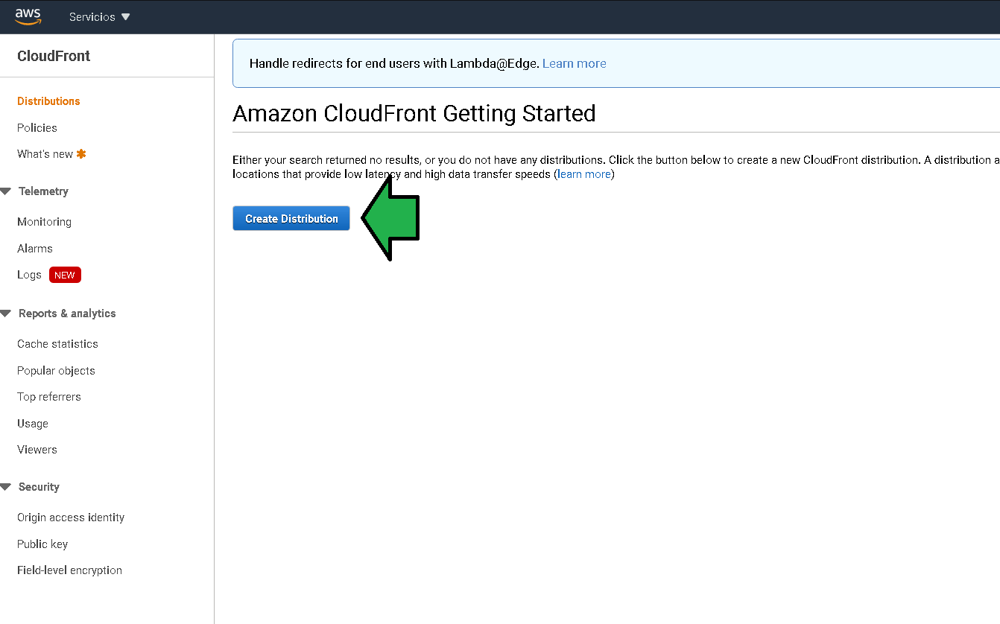 aws
Servicios
CloudFront
Distributions
Policies
What's new
Telemetry
Monitoring
Alarms
Logs NEW
Reports & analytics
Cache statistics
Popular objects
Top referrers
Usage
Viewers
Security
Origin access identity
Public key
Field-level encryption
Handle redirects for end users with Lambda@Edge. Learn more
Amazon CloudFront Getting Started
Either your search returned no results, or you do not have any distributions. Click the button below to create a new CloudFront distribution. A distribution a
locations that provide low latency and high data transfer speeds (learn more)
Create Distribution